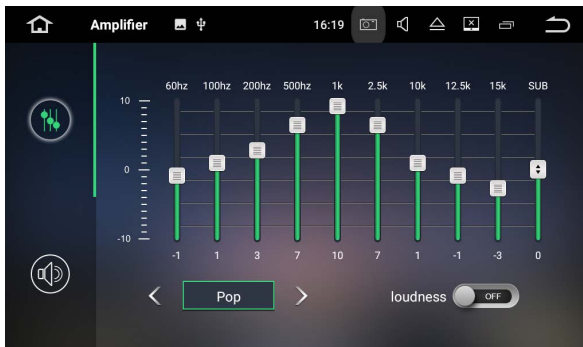 Amplifier 16:19
60hz 100hz 200hz 500hz 1k 2.5k 10k 12.5k 15k SUB
10
0
-10
-1 1 3 7 10 7 1 -1 -3 0
Pop loudness OFF